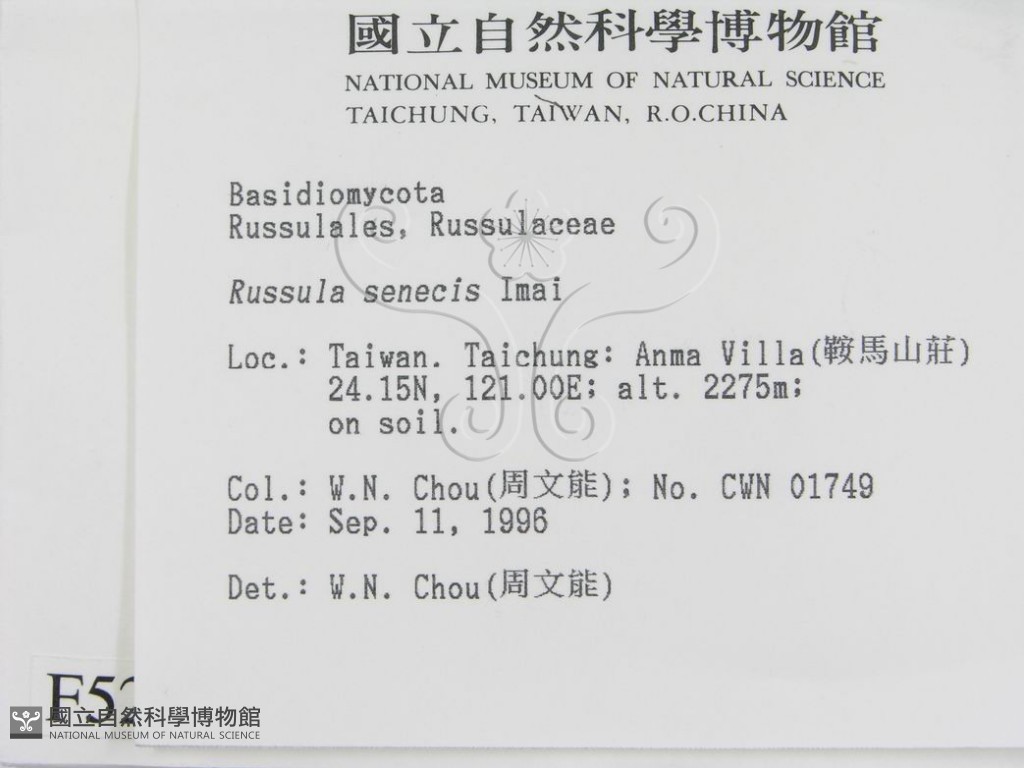 國立自然科學博物館
NATIONAL MUSEUM OF NATURAL SCIENCE
TAICHUNG, TAIWAN, R.O.CHINA
Basidiomycota
Russulales, Russulaceae
Russula senecis Imai
Loc.: Taiwan. Taichung: Anma Villa(鞍馬山莊)
24.15N, 121.00E; alt. 2275m;
on soil.
Col.: W.N. Chou(周文能); No. CWN 01749
Date: Sep. 11, 1996
Det.: W.N. Chou(周文能)
國立自然科學博物館
NATIONAL MUSEUM OF NATURAL SCIENCE